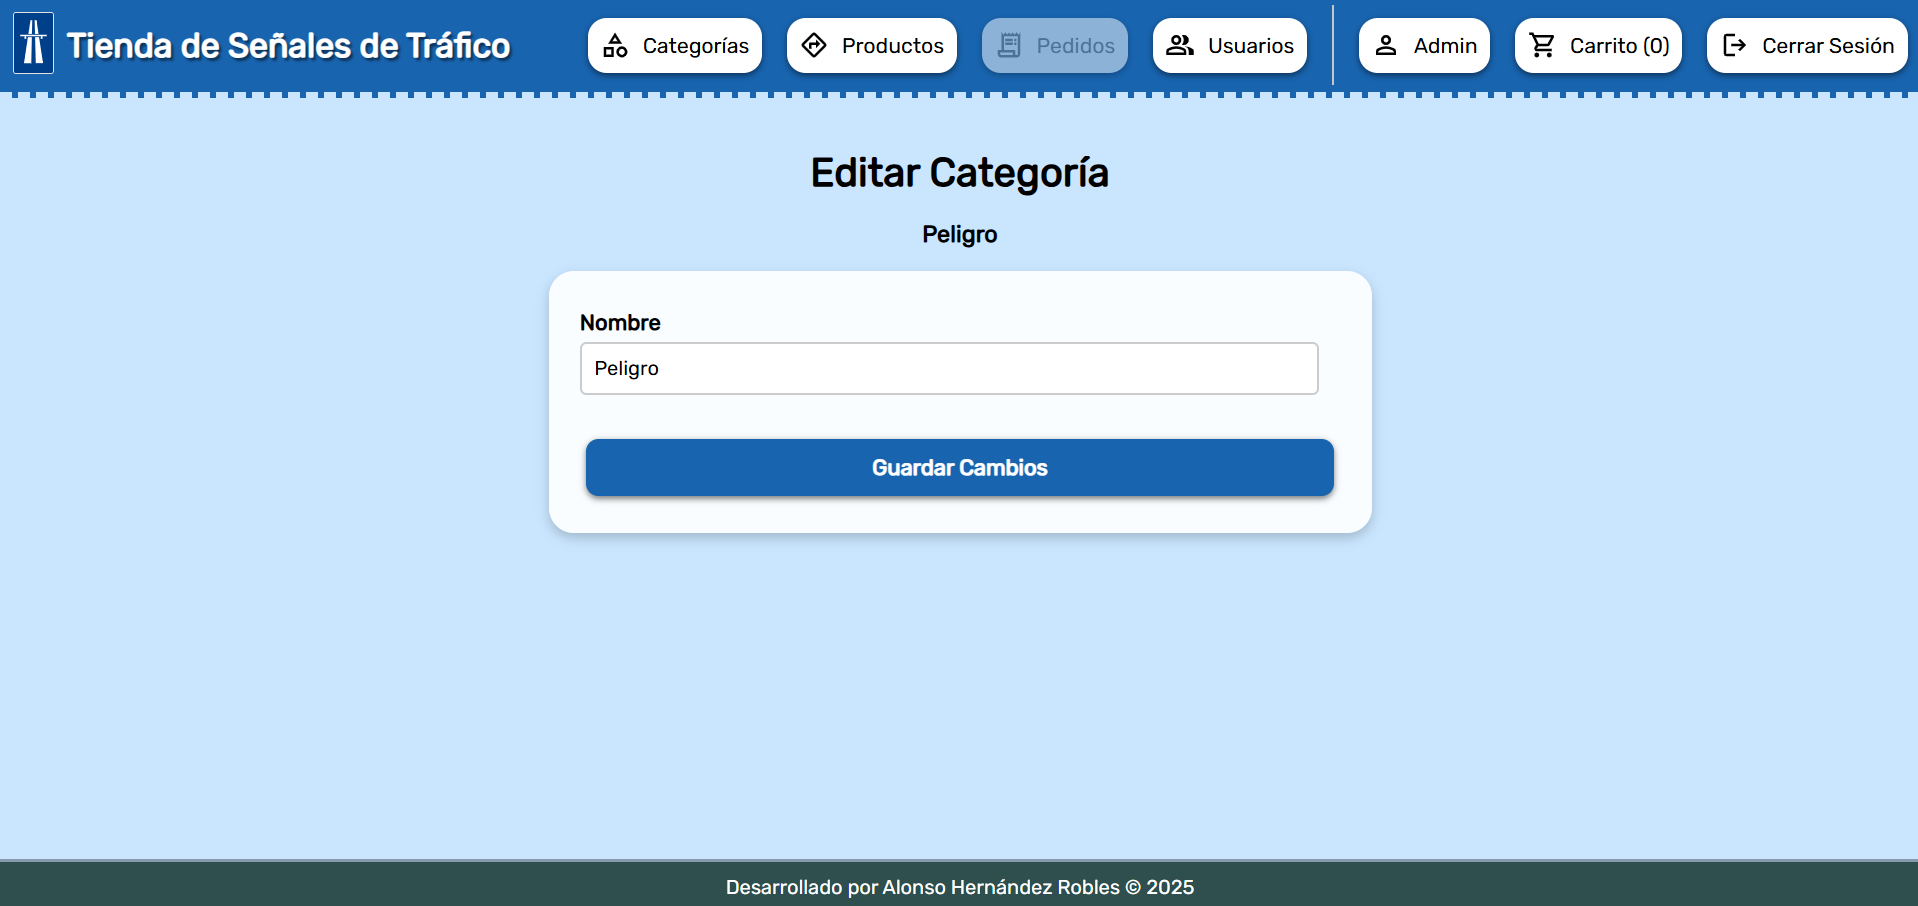 Tienda de Señales de Tráfico
Categorías
Productos
Pedidos
Usuarios
Admin
Carrito (0)
Cerrar Sesión
Editar Categoría
Peligro
Nombre
Peligro
Guardar Cambios
Desarrollado por Alonso Hernández Robles © 2025